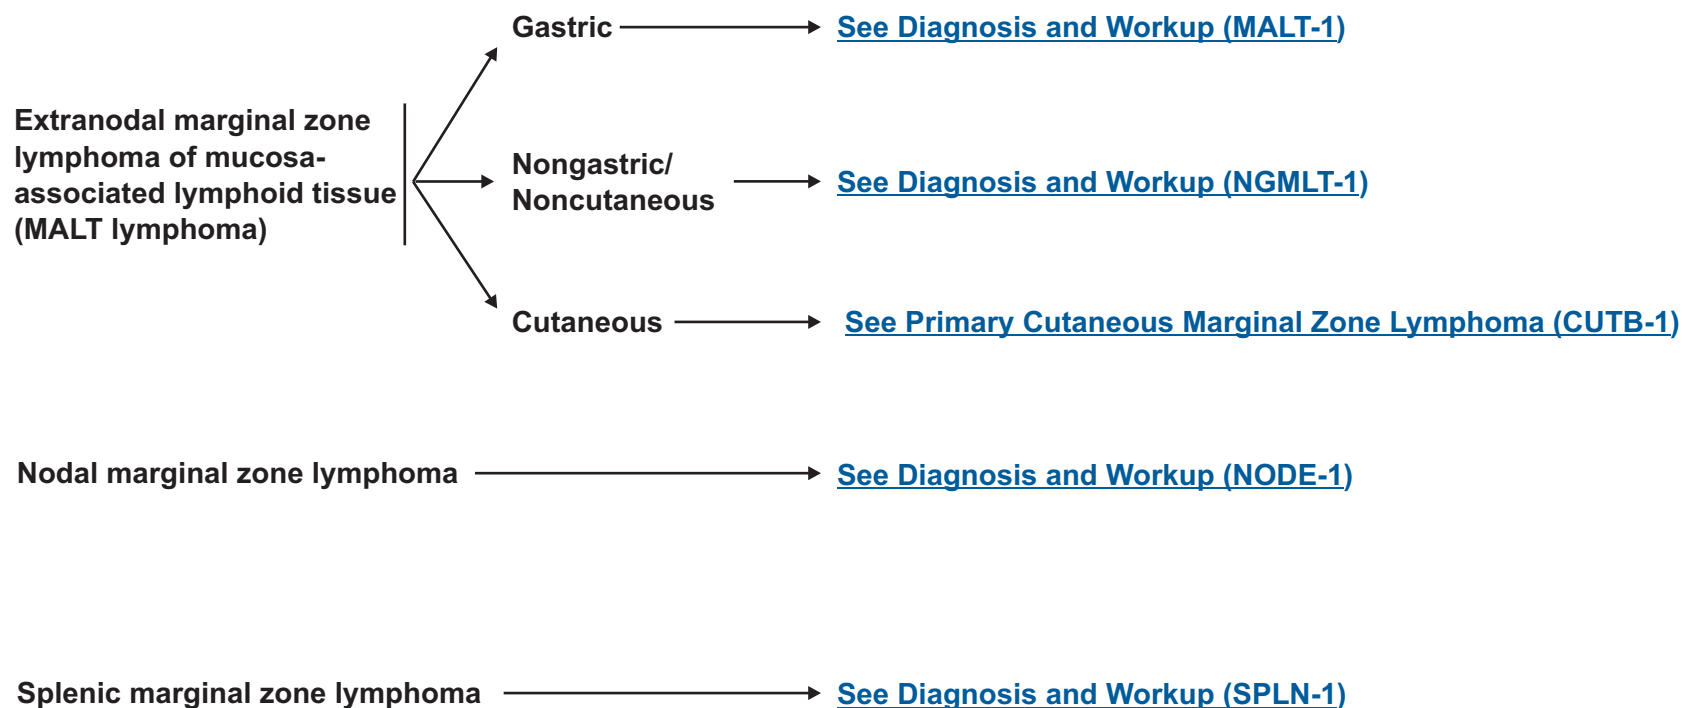 Gastric
See Diagnosis and Workup (MALT-1)
Extranodal marginal zone
lymphoma of mucosa-
associated lymphoid tissue
(MALT lymphoma)
Nongastric/
Noncutaneous
See Diagnosis and Workup (NGMLT-1)
Cutaneous
See Primary Cutaneous Marginal Zone Lymphoma (CUTB-1)
Nodal marginal zone lymphoma
See Diagnosis and Workup (NODE-1)
Splenic marginal zone lymphoma
See Diagnosis and Workup (SPLN-1)